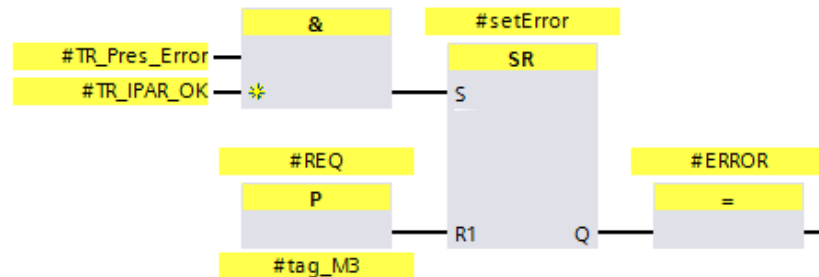 &
#TR_Pres_Error
#TR_IPAR_OK
#setError
SR
S
R1
Q
#REQ
P
#tag_M3
#ERROR
=